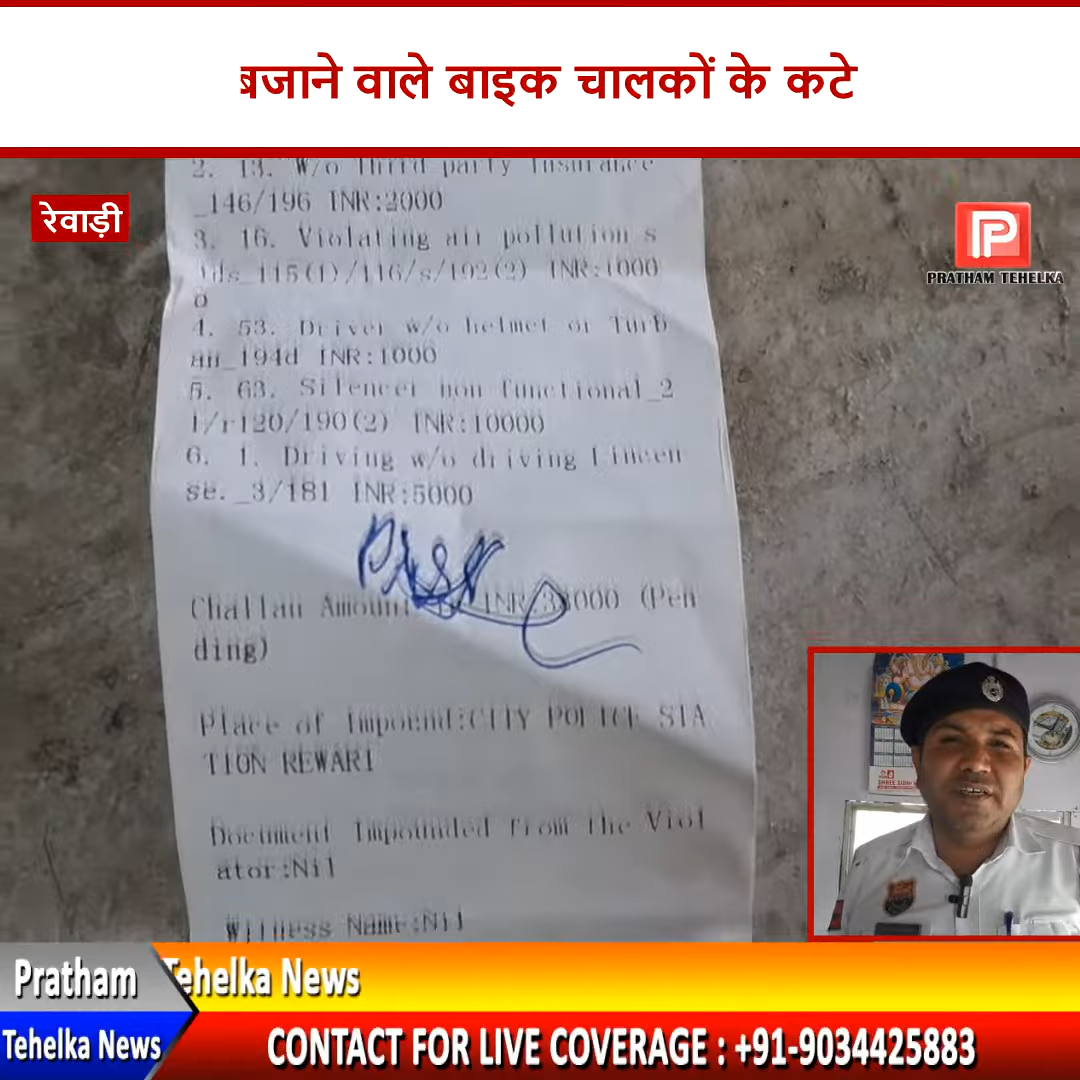 बजाने वाले बाइक चालकों के कटे
रेवाड़ी
PRATHAM TEHELKA
2. 13. W/o Third party Insurance
_146/196 INR:2000
3. 16. Violating air pollution s
tds_115(1)/116/s/192(2) INR:1000
0
4. 53. Driver w/o helmet or Turb
an_194d INR:1000
5. 63. Silencer non functional_2
1/r120/190(2) INR:10000
6. 1. Driving w/o driving Lincen
se._3/181 INR:5000
Challan Amount INR: 000 (Pen
ding)
Place of Impound:CITY POLICE STA
TION REWARI
Document Impounded from the Viol
ator:Nil
Witness Name:Nil
Pratham Tehelka News
Tehelka News
CONTACT FOR LIVE COVERAGE : +91-9034425883